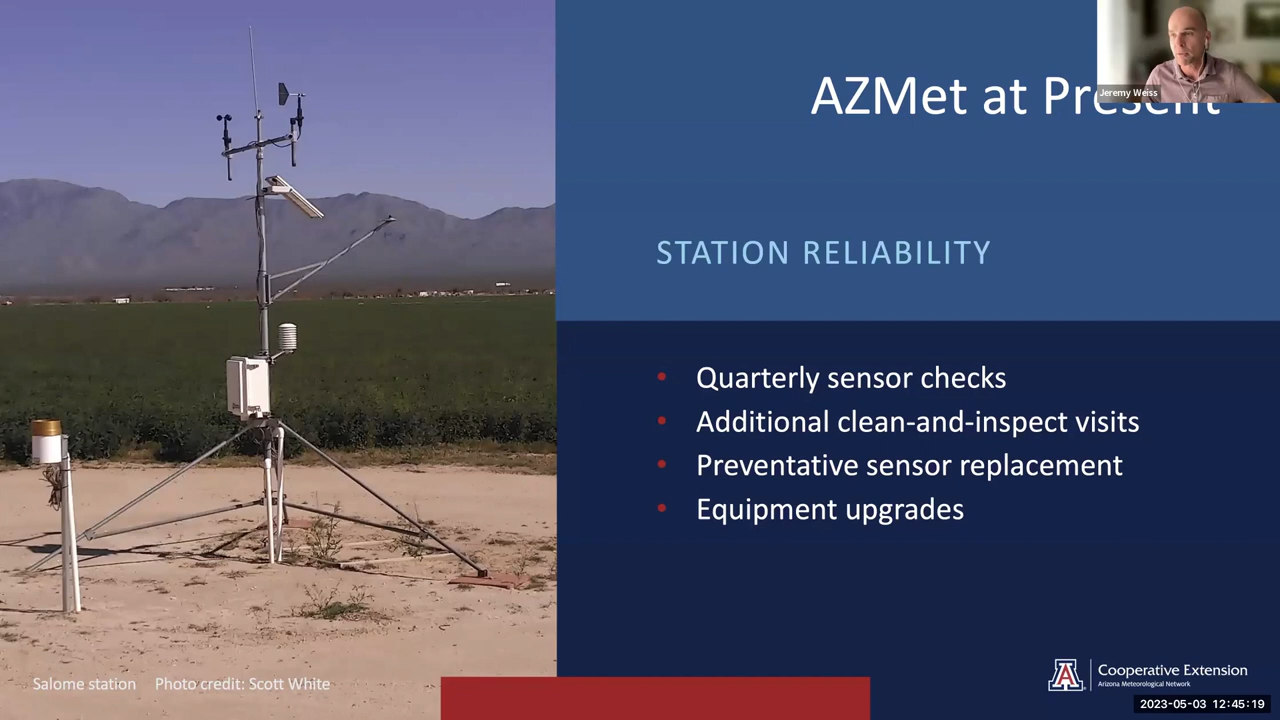 AZMet at Present
Jeremy Weiss
STATION RELIABILITY
• Quarterly sensor checks
• Additional clean-and-inspect visits
• Preventative sensor replacement
• Equipment upgrades
Salome station Photo credit: Scott White
A
Cooperative Extension
Arizona Meteorological Network
2023-05-03 12:45:19